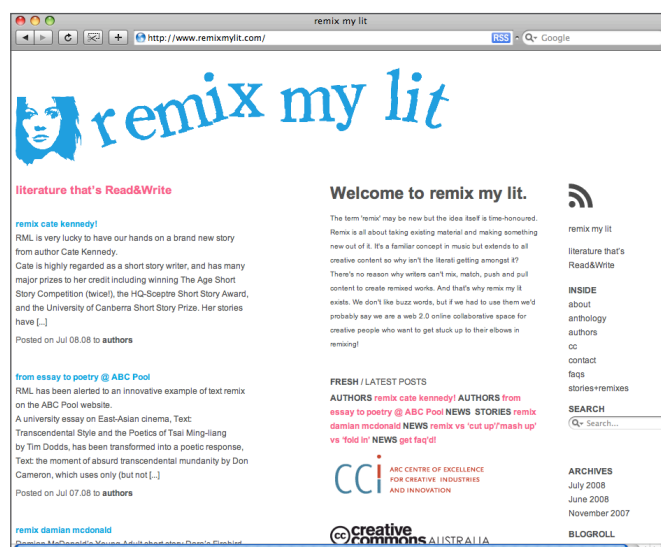 remix my lit
http://www.remixmylit.com/
RSS
Google
remix my lit
literature that's Read&Write
remix cate kennedy!
RML is very lucky to have our hands on a brand new story
from author Cate Kennedy.
Cate is highly regarded as a short story writer, and has many
major prizes to her credit including winning The Age Short
Story Competition (twice!), the HQ-Sceptre Short Story Award,
and the University of Canberra Short Story Prize. Her stories
have [...]
Posted on Jul 08.08 to authors
from essay to poetry @ ABC Pool
RML has been alerted to an innovative example of text remix
on the ABC Pool website.
A university essay on East-Asian cinema, Text:
Transcendental Style and the Poetics of Tsai Ming-liang
by Tim Dodds, has been transformed into a poetic response,
Text: the moment of absurd transcendental mundanity by Don
Cameron, which uses only (but not [...]
Posted on Jul 07.08 to authors
remix damian mcdonald
Damian McDonald's Young Adult short story
Welcome to remix my lit.
The term 'remix' may be new but the idea itself is time-honoured.
Remix is all about taking existing material and making something
new out of it. It's a familiar concept in music but extends to all
creative content so why isn't the literati getting amongst it?
There's no reason why writers can't mix, match, push and pull
content to create remixed works. And that's why remix my lit
exists. We don't like buzz words, but if we had to use them we'd
probably say we are a web 2.0 online collaborative space for
creative people who want to get stuck up to their elbows in
remixing!
FRESH / LATEST POSTS
AUTHORS remix cate kennedy! AUTHORS from
essay to poetry @ ABC Pool NEWS STORIES remix
damian mcdonald NEWS remix vs 'cut up'/'mash up'
vs 'fold in' NEWS get faq'd!
CCi
ARC CENTRE OF EXCELLENCE
FOR CREATIVE INDUSTRIES
AND INNOVATION
cc creative
commons AUSTRALIA
remix my lit
literature that's
Read&Write
INSIDE
about
anthology
authors
cc
contact
faqs
stories+remixes
SEARCH
Search...
ARCHIVES
July 2008
June 2008
November 2007
BLOGROLL